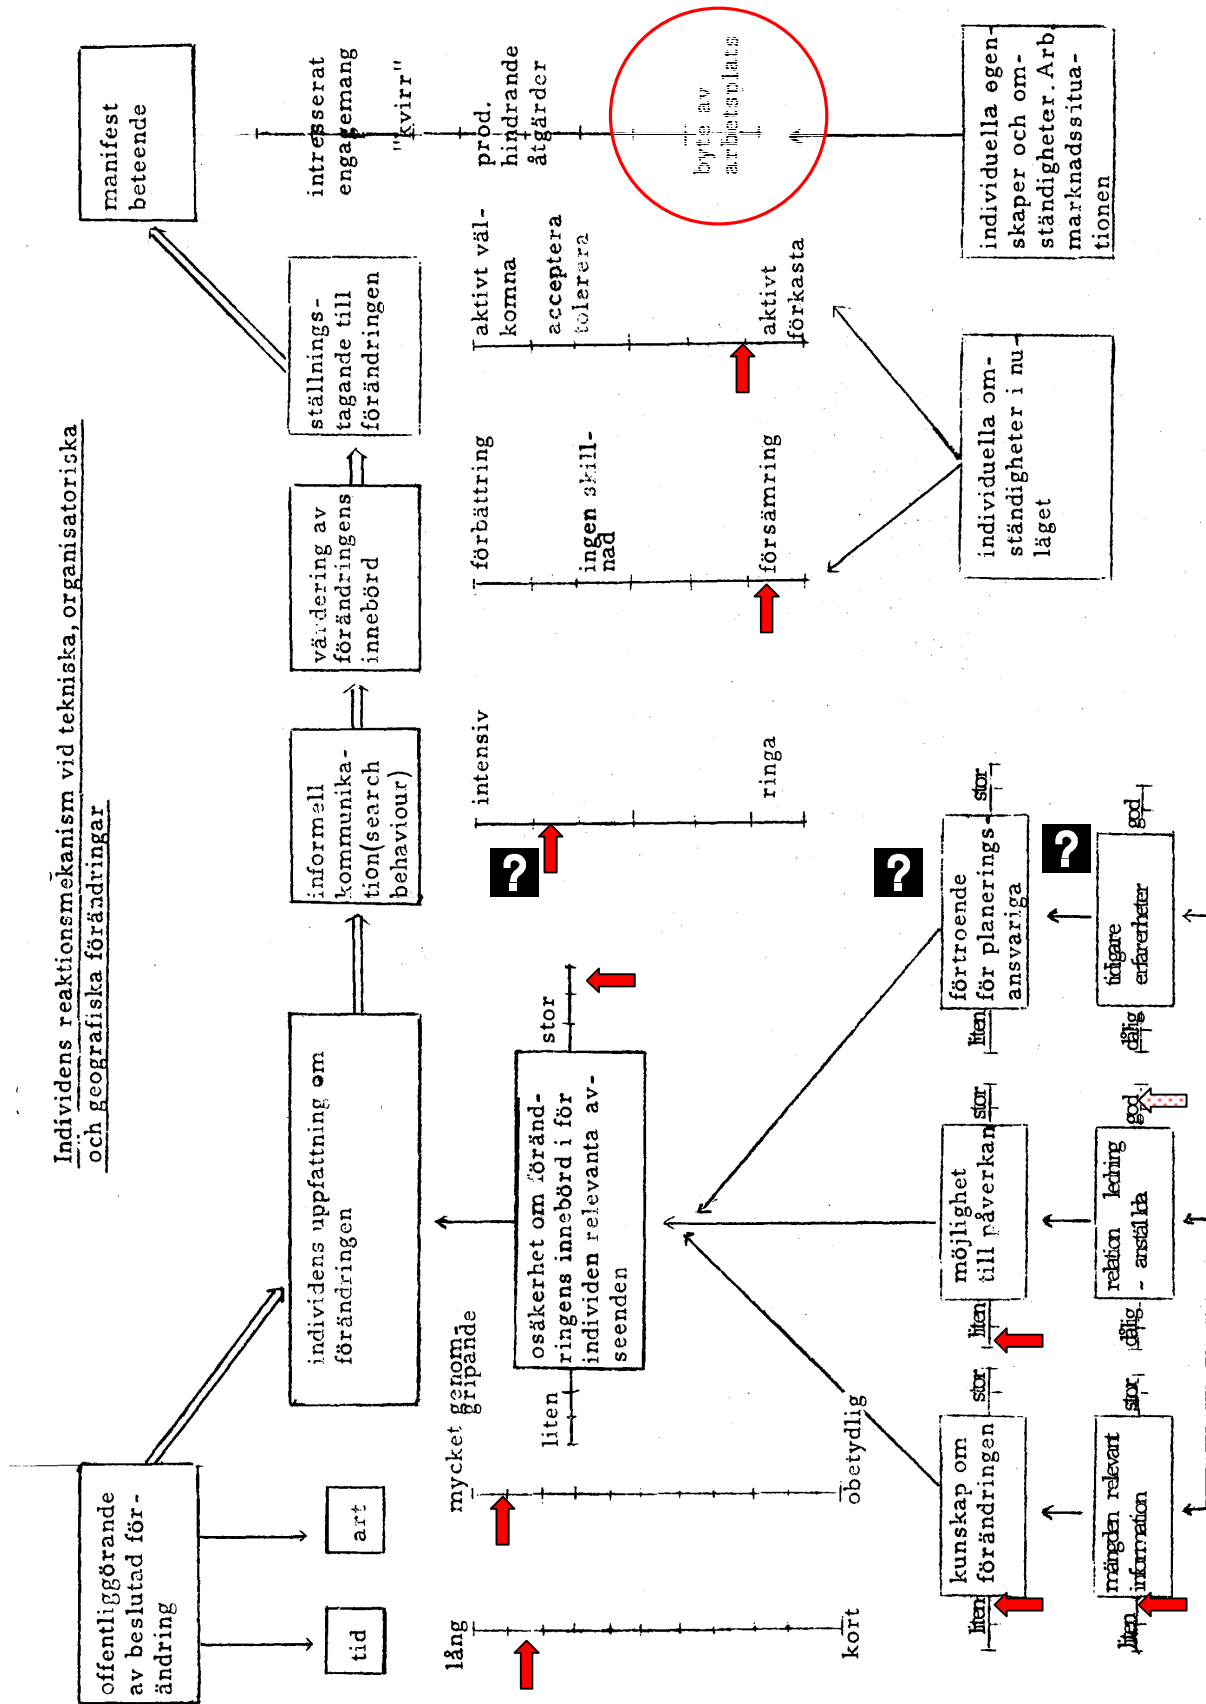 Individens reaktionsmekanism vid tekniska, organisatoriska
och geografiska förändringar
offentliggörande
av beslutad för-
ändring
tid
art
individens uppfattning om
förändringen
informell
kommunika-
tion(search
behaviour)
värdering av
förändringens
innebörd
ställnings-
tagande till
förändringen
manifest
beteende
lång
kort
mycket genom-
gripande
obetydlig
liten
osäkerhet om föränd-
ringens innebörd i för
individen relevanta av-
seenden
stor
intensiv
ringa
?
förbättring
ingen skill-
nad
försämring
aktivt väl-
komna
acceptera
tolerera
aktivt
förkasta
intresserat
engagemang
"kvirr"
prod.
hindrande
åtgärder
byte av
arbetsplats
liten
kunskap om
förändringen
stor
liten
möjlighet
till påverkan
stor
liten
förtroende
för planerings-
ansvariga
stor
?
individuella om-
ständigheter i nu-
läget
individuella egen-
skaper och om-
ständigheter. Arb.
marknadssitua-
tionen
liten
mängden relevant
information
stor
dålig
relation ledning
- anställda
god
dålig
tidigare
erfarenheter
god
?